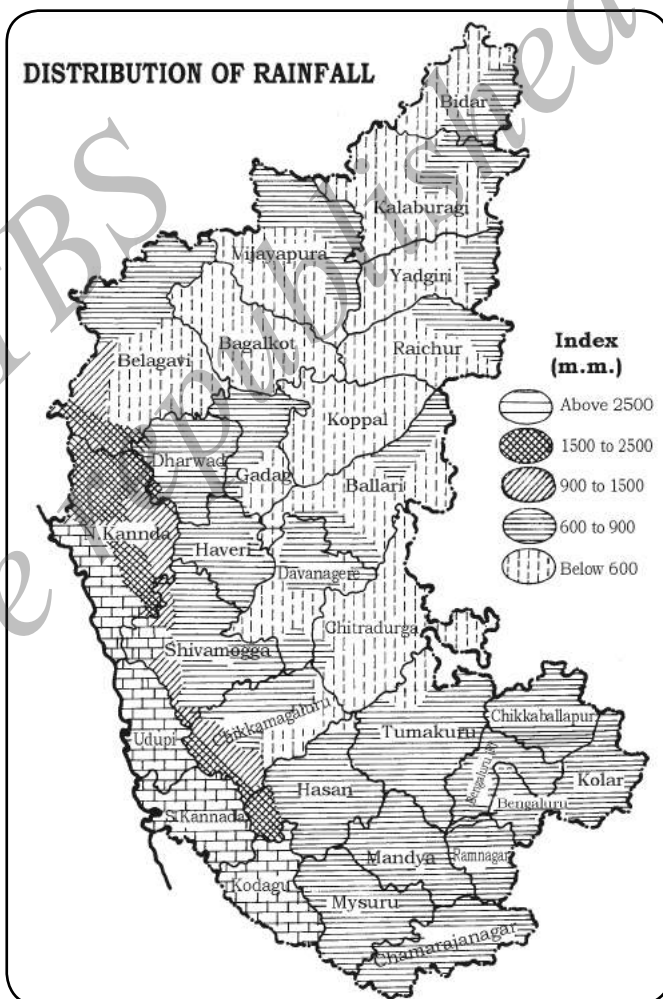 DISTRIBUTION OF RAINFALL
Bidar
Kalaburagi
Vijayapura
Yadgiri
Bagalkot
Raichur
Belagavi
Koppal
Dharwad
Gadag
Ballari
N.Kannda
Haveri
Davanagere
Chitradurga
Shivamogga
Chikkamagaluru
Udupi
Tumakuru
Chikkaballapur
Hasan
Bengaluru
Kolar
S.Kannada
Mandya
Ramnagar
Kodagu
Mysuru
Chamarajanagar
Index
(m.m.)
Above 2500
1500 to 2500
900 to 1500
600 to 900
Below 600
TBS
republished